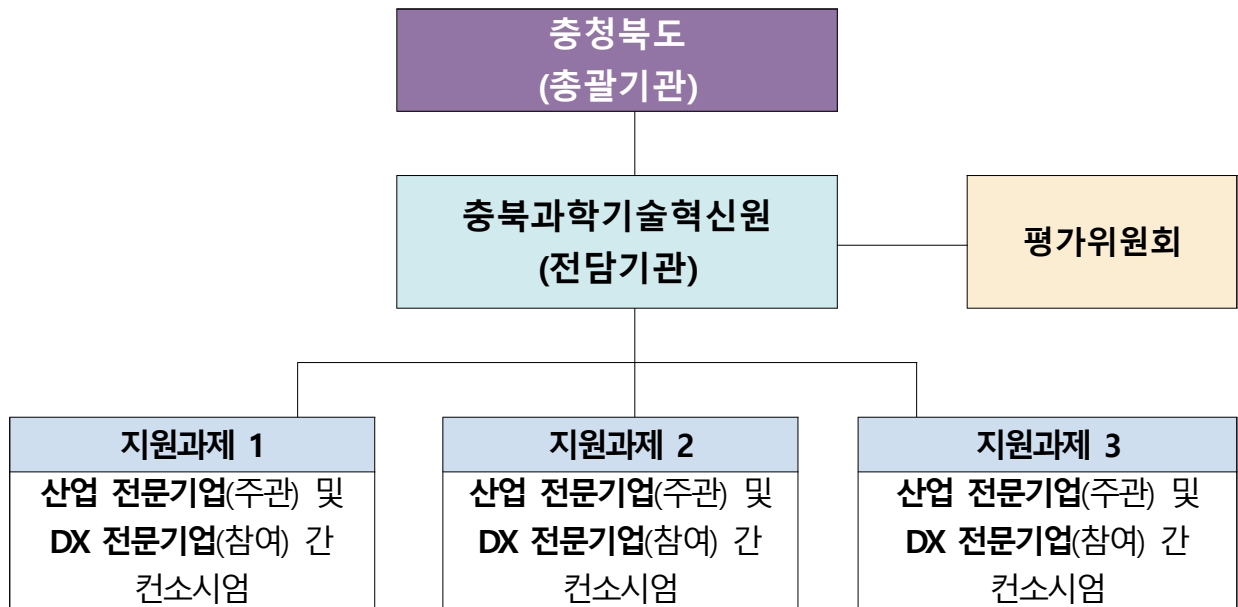 충청북도
(총괄기관)
충북과학기술혁신원
(전담기관)
평가위원회
지원과제 1
산업 전문기업(주관) 및
DX 전문기업(참여) 간
컨소시엄
지원과제 2
산업 전문기업(주관) 및
DX 전문기업(참여) 간
컨소시엄
지원과제 3
산업 전문기업(주관) 및
DX 전문기업(참여) 간
컨소시엄